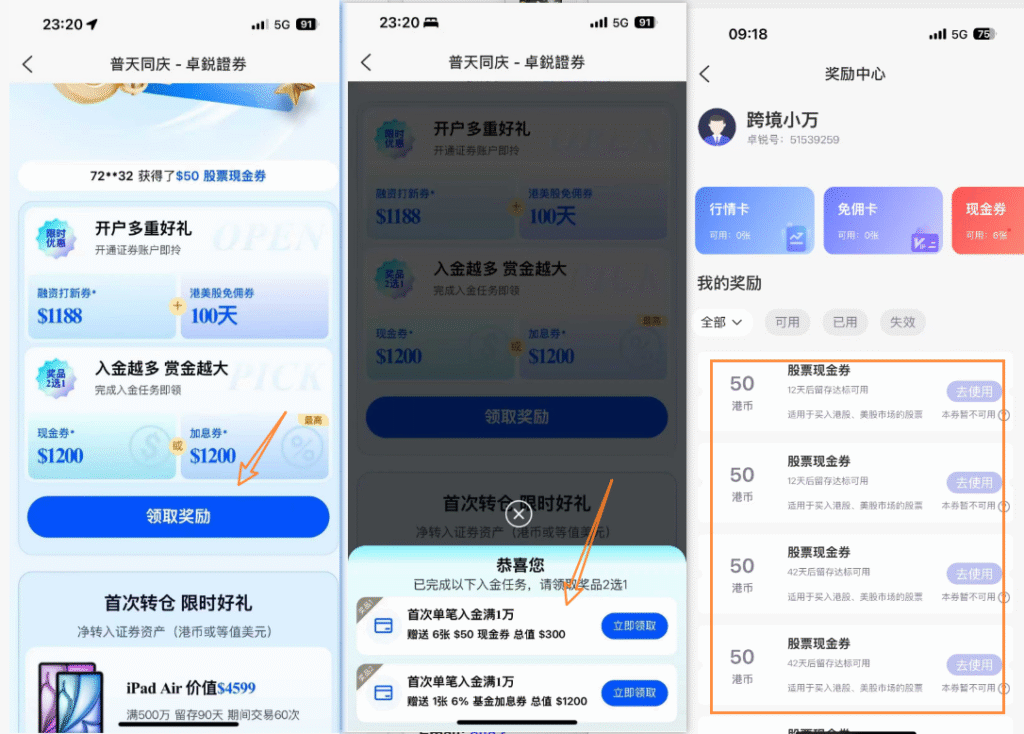 23:20
5G 91
普天同庆 - 卓锐證券
72**32 获得了$50 股票现金券
限时
优惠
开户多重好礼
开通证券账户即拎
OPEN
融资打新券*
$1188
+
港美股免佣券
100天
奖品
2选1
入金越多 赏金越大
完成入金任务即领
PICK
现金券*
$1200
或
最高
加息券*
$1200
领取奖励
首次转仓 限时好礼
净转入证券资产（港币或等值美元）
iPad Air 价值$4599
满500万 留存90天 期间交易60次
23:20
5G 91
普天同庆 - 卓锐證券
限时
优惠
开户多重好礼
开通证券账户即拎
融资打新券*
$1188
+
港美股免佣券
100天
奖品
2选1
入金越多 赏金越大
完成入金任务即领
现金券*
$1200
或
最高
加息券*
$1200
领取奖励
首次转仓 限时好礼
净转入证券资产（港币或等值美元）
恭喜您
已完成以下入金任务，请领取奖品2选1
奖品1
首次单笔入金满1万
赠送 6张 $50 现金券 总值 $300
立即领取
奖品2
首次单笔入金满1万
赠送 1张 6% 基金加息券 总值 $1200
立即领取
09:18
5G 75
奖励中心
跨境小万
卓锐号：51539259
行情卡
可用：0张
免佣卡
可用：0张
现金券
可用：6张
我的奖励
全部
可用
已用
失效
50
港币
股票现金券
12天后留存达标可用
适用于买入港股、美股市场的股票
去使用
本券暂不可用
50
港币
股票现金券
12天后留存达标可用
适用于买入港股、美股市场的股票
去使用
本券暂不可用
50
港币
股票现金券
42天后留存达标可用
适用于买入港股、美股市场的股票
去使用
本券暂不可用
50
港币
股票现金券
42天后留存达标可用
适用于买入港股、美股市场的股票
去使用
本券暂不可用
股票现金券